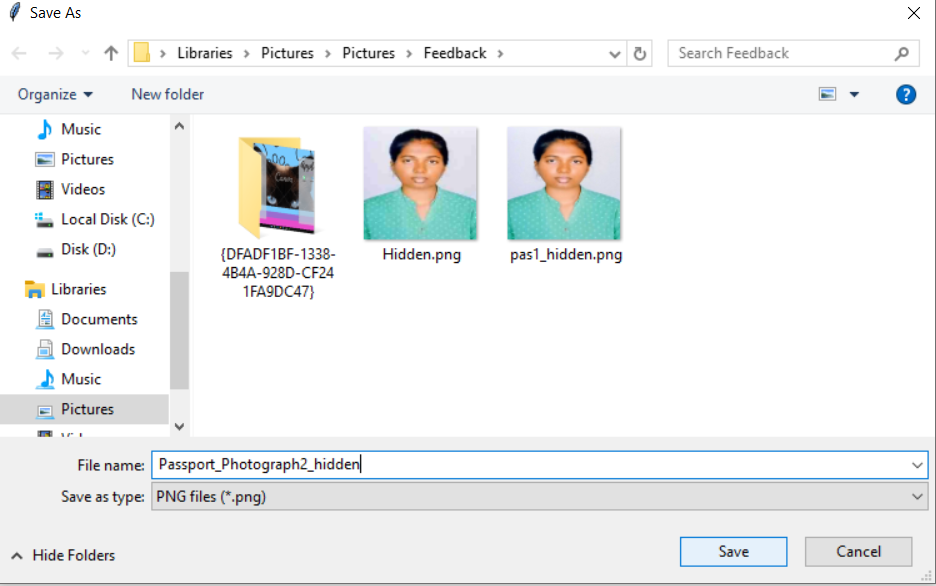 Save As
Libraries > Pictures > Pictures > Feedback >
Search Feedback
Organize
New folder
?
Music
Pictures
Videos
Local Disk (C:)
Disk (D:)
Libraries
Documents
Downloads
Music
Pictures
{DFADF1BF-1338-
4B4A-928D-CF24
1FA9DC47}
Hidden.png
pas1_hidden.png
File name:
Passport_Photograph2_hidden
Save as type:
PNG files (*.png)
Hide Folders
Save
Cancel